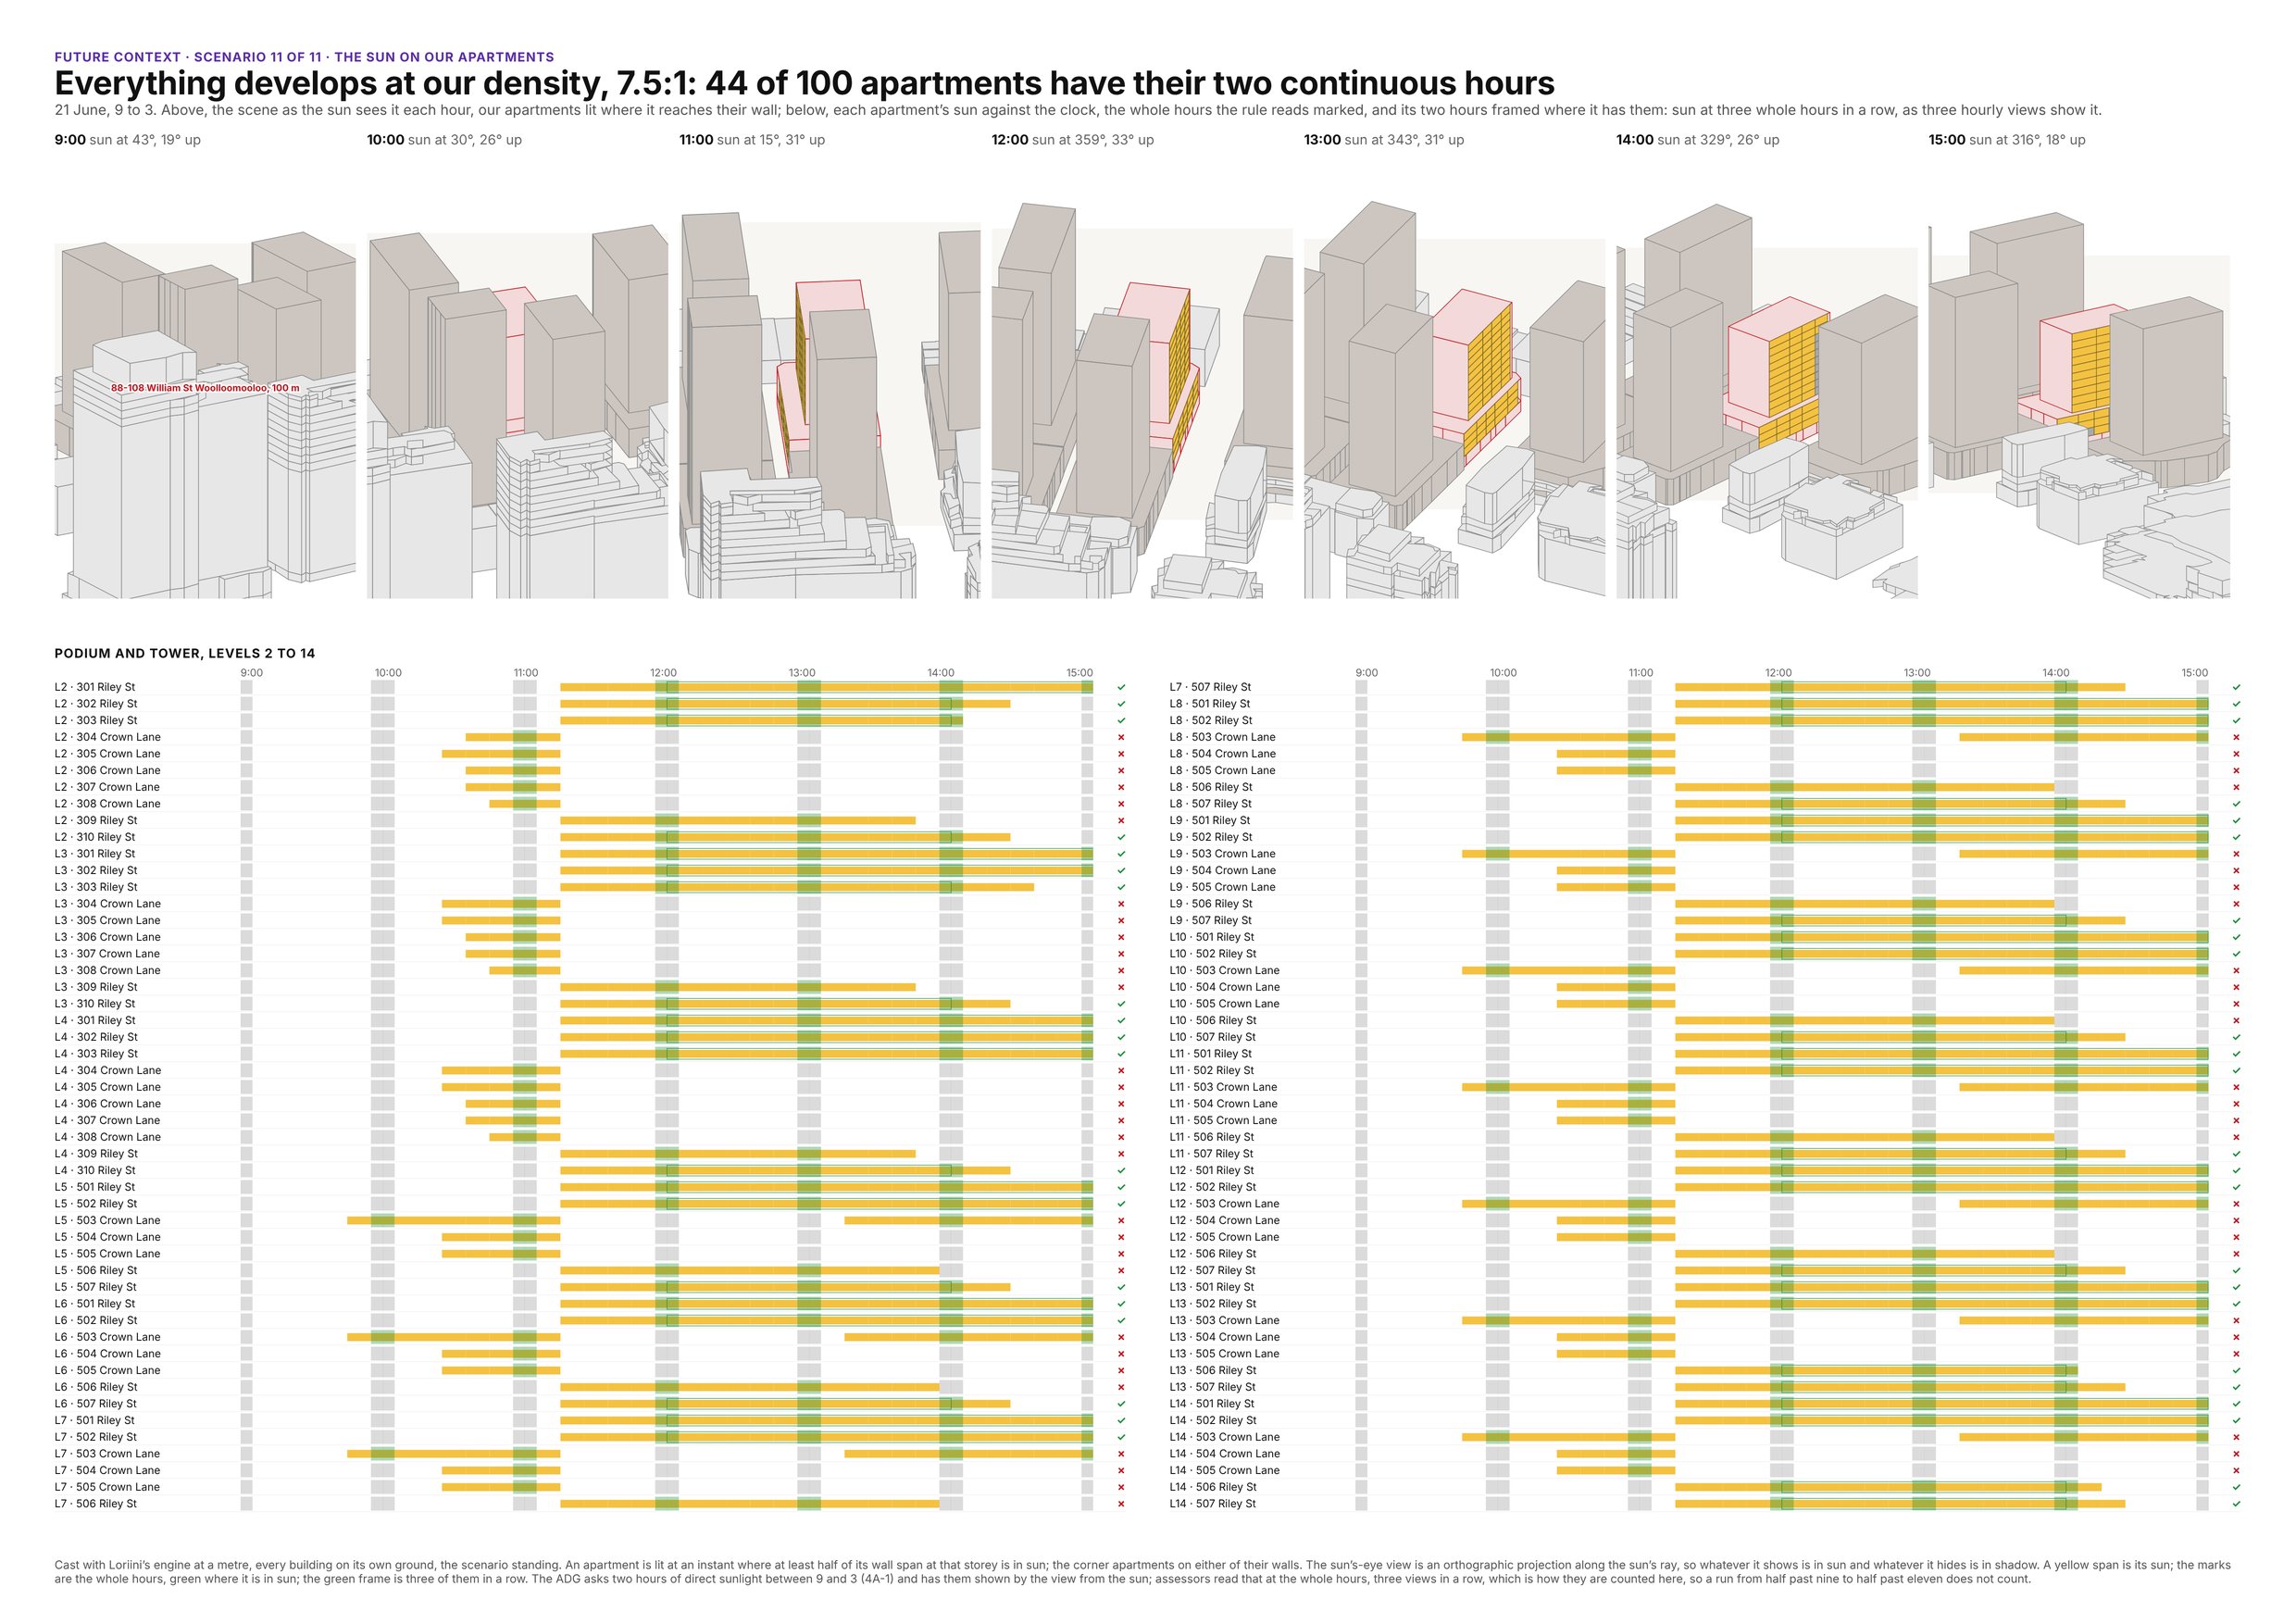 FUTURE CONTEXT · SCENARIO 11 OF 11 · THE SUN ON OUR APARTMENTS
Everything develops at our density, 7.5:1: 44 of 100 apartments have their two continuous hours
21 June, 9 to 3. Above, the scene as the sun sees it each hour, our apartments lit where it reaches their wall; below, each apartment's sun against the clock, the whole hours the rule reads marked, and its two hours framed where it has them: sun at three whole hours in a row, as three hourly views show it.
9:00 sun at 43°, 19° up
10:00 sun at 30°, 26° up
11:00 sun at 15°, 31° up
12:00 sun at 359°, 33° up
13:00 sun at 343°, 31° up
14:00 sun at 329°, 26° up
15:00 sun at 316°, 18° up
88-108 William St Woolloomooloo, 100 m
PODIUM AND TOWER, LEVELS 2 TO 14
9:00 10:00 11:00 12:00 13:00 14:00 15:00
L2 · 301 Riley St
L2 · 302 Riley St
L2 · 303 Riley St
L2 · 304 Crown Lane
L2 · 305 Crown Lane
L2 · 306 Crown Lane
L2 · 307 Crown Lane
L2 · 308 Crown Lane
L2 · 309 Riley St
L2 · 310 Riley St
L3 · 301 Riley St
L3 · 302 Riley St
L3 · 303 Riley St
L3 · 304 Crown Lane
L3 · 305 Crown Lane
L3 · 306 Crown Lane
L3 · 307 Crown Lane
L3 · 308 Crown Lane
L3 · 309 Riley St
L3 · 310 Riley St
L4 · 301 Riley St
L4 · 302 Riley St
L4 · 303 Riley St
L4 · 304 Crown Lane
L4 · 305 Crown Lane
L4 · 306 Crown Lane
L4 · 307 Crown Lane
L4 · 308 Crown Lane
L4 · 309 Riley St
L4 · 310 Riley St
L5 · 501 Riley St
L5 · 502 Riley St
L5 · 503 Crown Lane
L5 · 504 Crown Lane
L5 · 505 Crown Lane
L5 · 506 Riley St
L5 · 507 Riley St
L6 · 501 Riley St
L6 · 502 Riley St
L6 · 503 Crown Lane
L6 · 504 Crown Lane
L6 · 505 Crown Lane
L6 · 506 Riley St
L6 · 507 Riley St
L7 · 501 Riley St
L7 · 502 Riley St
L7 · 503 Crown Lane
L7 · 504 Crown Lane
L7 · 505 Crown Lane
L7 · 506 Riley St
9:00 10:00 11:00 12:00 13:00 14:00 15:00
L7 · 507 Riley St
L8 · 501 Riley St
L8 · 502 Riley St
L8 · 503 Crown Lane
L8 · 504 Crown Lane
L8 · 505 Crown Lane
L8 · 506 Riley St
L8 · 507 Riley St
L9 · 501 Riley St
L9 · 502 Riley St
L9 · 503 Crown Lane
L9 · 504 Crown Lane
L9 · 505 Crown Lane
L9 · 506 Riley St
L9 · 507 Riley St
L10 · 501 Riley St
L10 · 502 Riley St
L10 · 503 Crown Lane
L10 · 504 Crown Lane
L10 · 505 Crown Lane
L10 · 506 Riley St
L10 · 507 Riley St
L11 · 501 Riley St
L11 · 502 Riley St
L11 · 503 Crown Lane
L11 · 504 Crown Lane
L11 · 505 Crown Lane
L11 · 506 Riley St
L11 · 507 Riley St
L12 · 501 Riley St
L12 · 502 Riley St
L12 · 503 Crown Lane
L12 · 504 Crown Lane
L12 · 505 Crown Lane
L12 · 506 Riley St
L12 · 507 Riley St
L13 · 501 Riley St
L13 · 502 Riley St
L13 · 503 Crown Lane
L13 · 504 Crown Lane
L13 · 505 Crown Lane
L13 · 506 Riley St
L13 · 507 Riley St
L14 · 501 Riley St
L14 · 502 Riley St
L14 · 503 Crown Lane
L14 · 504 Crown Lane
L14 · 505 Crown Lane
L14 · 506 Riley St
L14 · 507 Riley St
Cast with Loriini's engine at a metre, every building on its own ground, the scenario standing. An apartment is lit at an instant where at least half of its wall span at that storey is in sun; the corner apartments on either of their walls. The sun's-eye view is an orthographic projection along the sun's ray, so whatever it shows is in sun and whatever it hides is in shadow. A yellow span is its sun; the marks
are the whole hours, green where it is in sun; the green frame is three of them in a row. The ADG asks two hours of direct sunlight between 9 and 3 (4A-1) and has them shown by the view from the sun; assessors read that at the whole hours, three views in a row, which is how they are counted here, so a run from half past nine to half past eleven does not count.